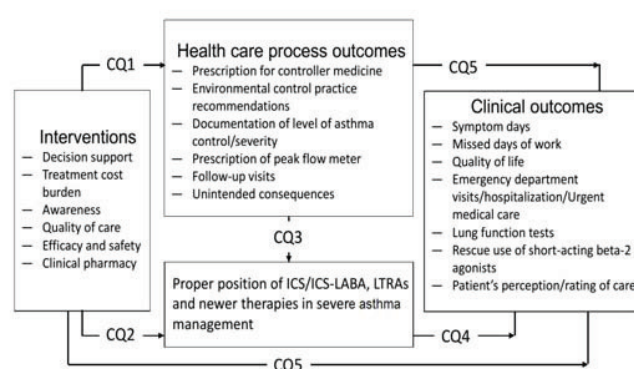 CQ1
Health care process outcomes
— Prescription for controller medicine
— Environmental control practice
recommendations
— Documentation of level of asthma
control/severity
— Prescription of peak flow meter
— Follow-up visits
— Unintended consequences
CQ5
Interventions
— Decision support
— Treatment cost
burden
— Awareness
— Quality of care
— Efficacy and safety
— Clinical pharmacy
Clinical outcomes
— Symptom days
— Missed days of work
— Quality of life
— Emergency department
visits/hospitalization/Urgent
medical care
— Lung function tests
— Rescue use of short-acting beta-2
agonists
— Patient's perception/rating of care
CQ3
Proper position of ICS/ICS-LABA, LTRAs
and newer therapies in severe asthma
management
CQ2
CQ4
CQ5